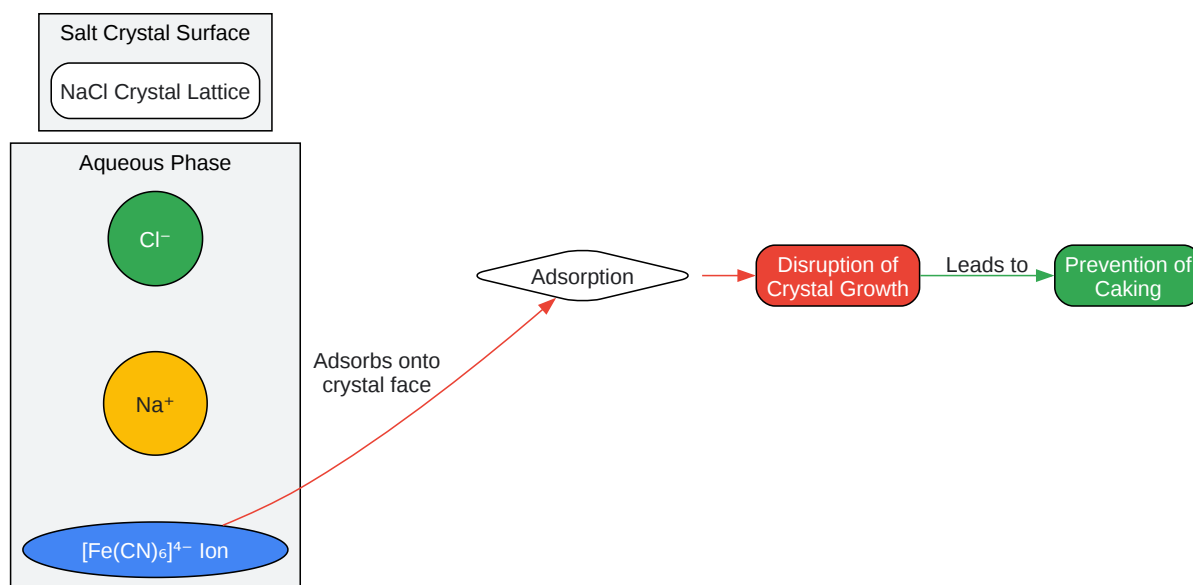 Salt Crystal Surface
NaCl Crystal Lattice
Aqueous Phase
Cl⁻
Na⁺
[Fe(CN)₆]⁴⁻ Ion
Adsorbs onto
crystal face
Adsorption
Disruption of
Crystal Growth
Leads to
Prevention of
Caking